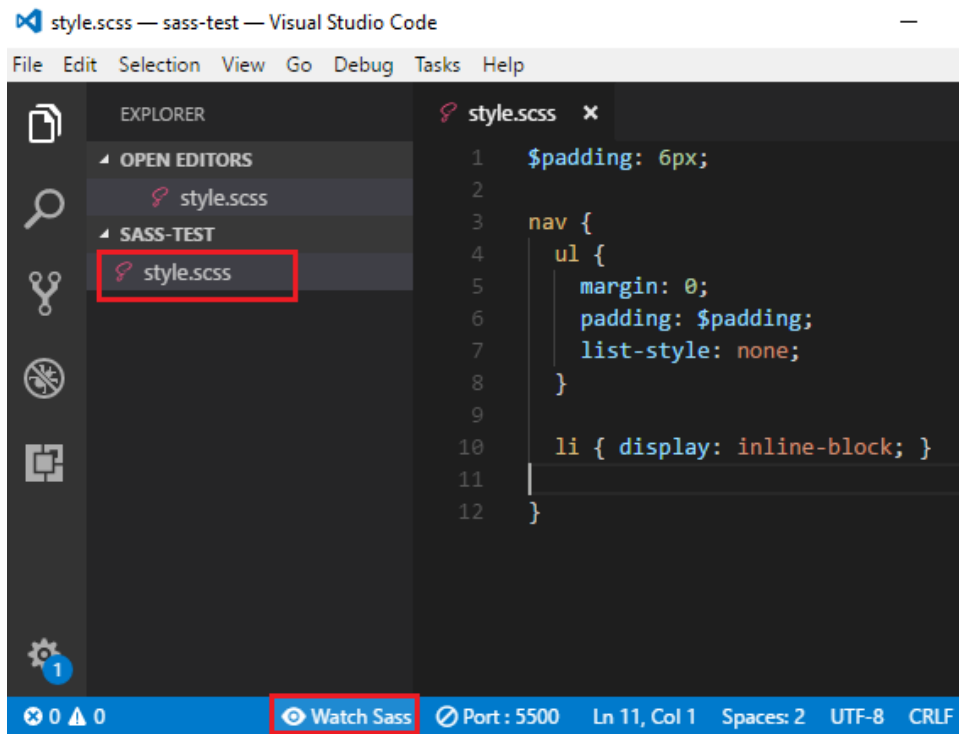 style.scss — sass-test — Visual Studio Code
File Edit Selection View Go Debug Tasks Help
EXPLORER
OPEN EDITORS
style.scss
SASS-TEST
style.scss
style.scss ×
1 $padding: 6px;
2
3 nav {
4 ul {
5 margin: 0;
6 padding: $padding;
7 list-style: none;
8 }
9
10 li { display: inline-block; }
11
12 }
1
0 0 Watch Sass Port : 5500 Ln 11, Col 1 Spaces: 2 UTF-8 CRLF